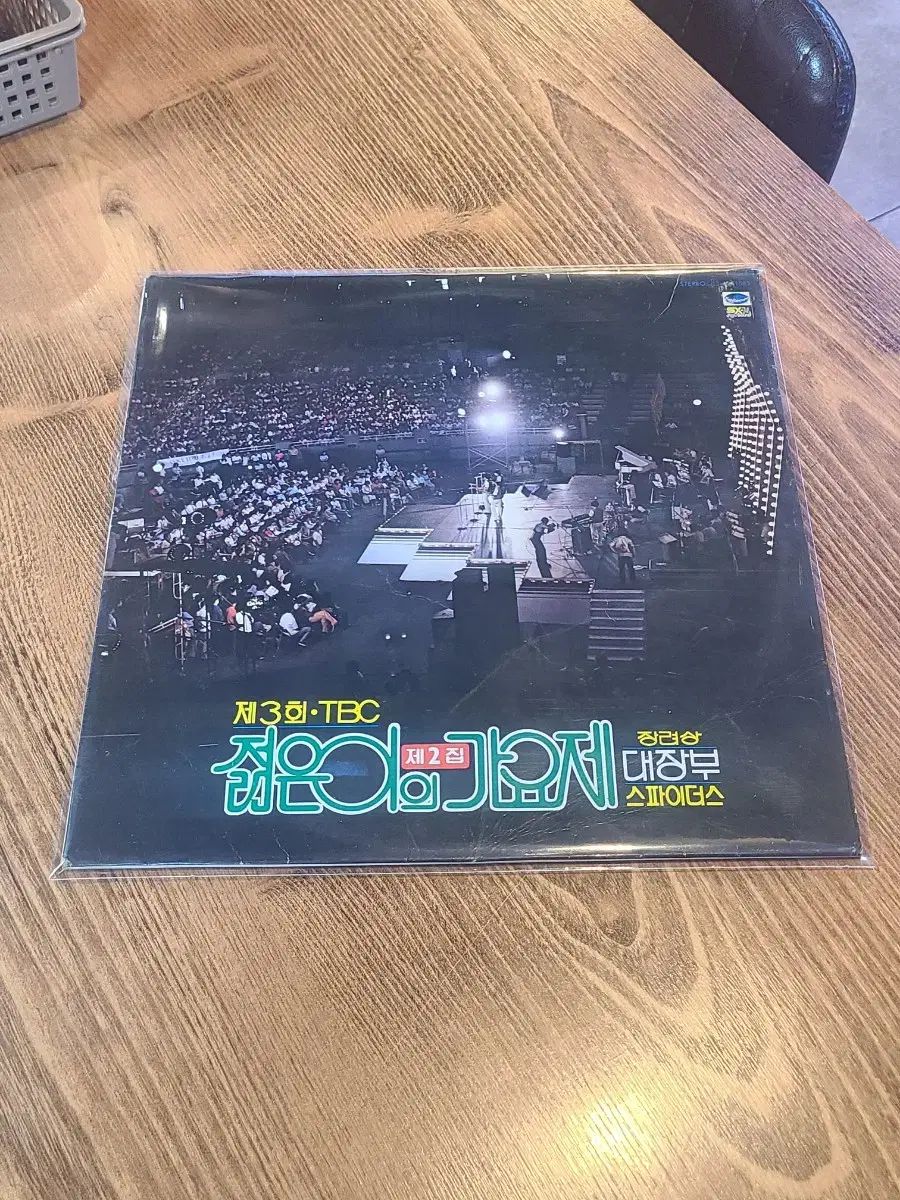 STEREO
제3회·TBC
젊은이의 가요제
제2집
장려상
대장부
스파이더스